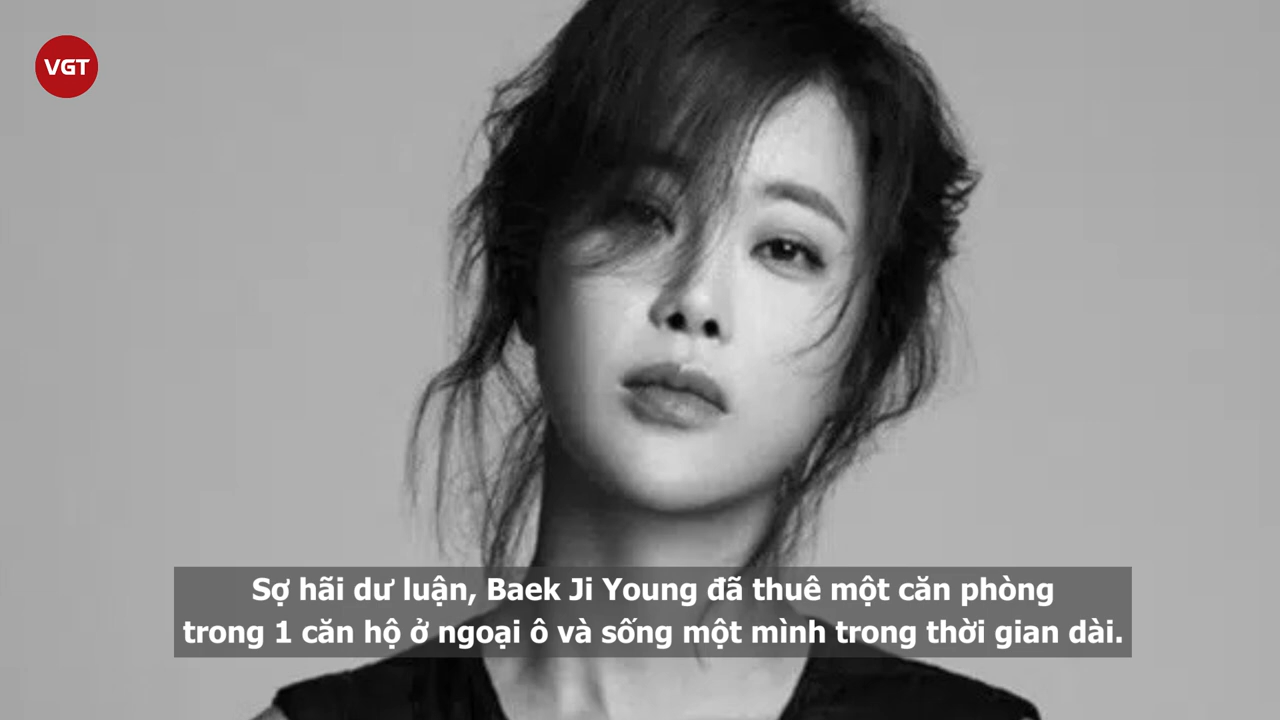 VGT
Sợ hãi dư luận, Baek Ji Young đã thuê một căn phòng
trong 1 căn hộ ở ngoại ô và sống một mình trong thời gian dài.